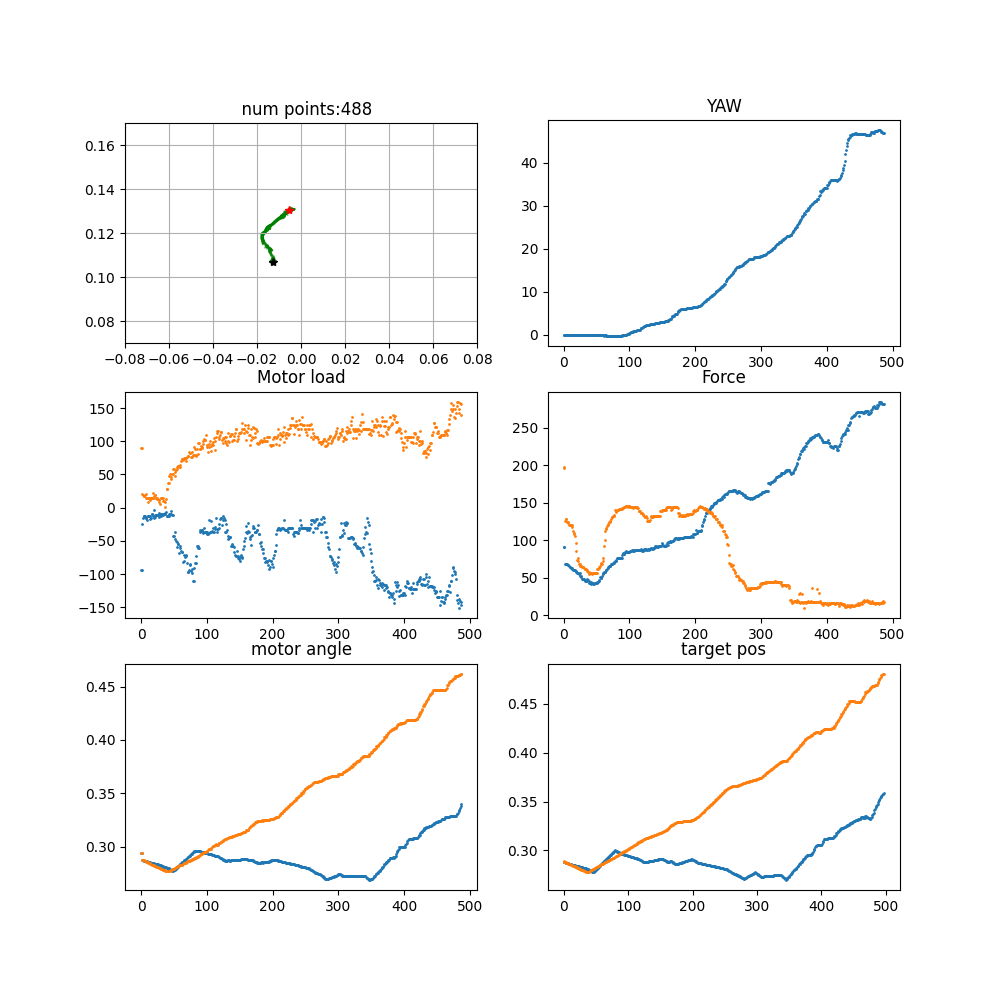 num points:488
0.16
0.14
0.12
0.10
0.08
−0.08 −0.06 −0.04 −0.02 0.00 0.02 0.04 0.06 0.08
YAW
40
30
20
10
0
0 100 200 300 400 500
Motor load
150
100
50
0
−50
−100
−150
0 100 200 300 400 500
Force
250
200
150
100
50
0
0 100 200 300 400 500
motor angle
0.45
0.40
0.35
0.30
0 100 200 300 400 500
target pos
0.45
0.40
0.35
0.30
0 100 200 300 400 500